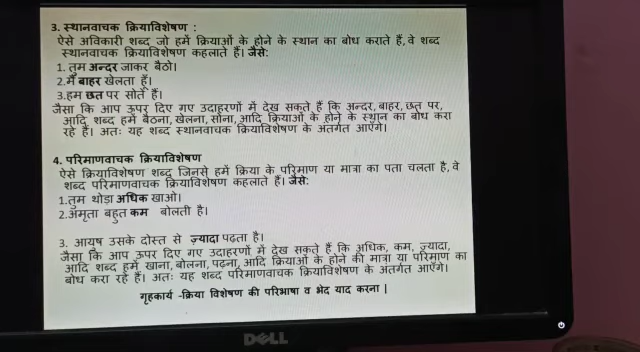 3. स्थानवाचक क्रियाविशेषण :
ऐसे अविकारी शब्द जो हमें क्रियाओं के होने के स्थान का बोध कराते हैं, वे शब्द
स्थानवाचक क्रियाविशेषण कहलाते हैं। जैसे:
1. तुम अन्दर जाकर बैठो।
2.मैं बाहर खेलता हूँ।
3.हम छत पर सोते हैं।
जैसा कि आप ऊपर दिए गए उदाहरणों में देख सकते हैं कि अन्दर, बाहर, छत पर,
आदि शब्द हमें बैठना, खेलना, सोना, आदि क्रियाओं के होने के स्थान का बोध करा
रहे हैं। अतः यह शब्द स्थानवाचक क्रियाविशेषण के अंतर्गत आएंगे।
4. परिमाणवाचक क्रियाविशेषण
ऐसे क्रियाविशेषण शब्द जिनसे हमें क्रिया के परिमाण या मात्रा का पता चलता है, वे
शब्द परिमाणवाचक क्रियाविशेषण कहलाते हैं। जैसे:
1.तुम थोड़ा अधिक खाओ।
2.अमृता बहुत कम बोलती है।
3. आयष उसके दोस्त से ज़्यादा पढ़ता है।
जैसा कि आप ऊपर दिए गए उदाहरणों में देख सकते हैं कि अधिक, कम, ज़्यादा,
आदि शब्द हमें खाना, बोलना, पढ़ना, आदि क्रियाओं के होने की मात्रा या परिमाण का
बोध करा रहे हैं। अतः यह शब्द परिमाणवाचक क्रियाविशेषण के अंतर्गत आएंगे।
गृहकार्य -क्रिया विशेषण की परिभाषा व भेद याद करना |
DELL